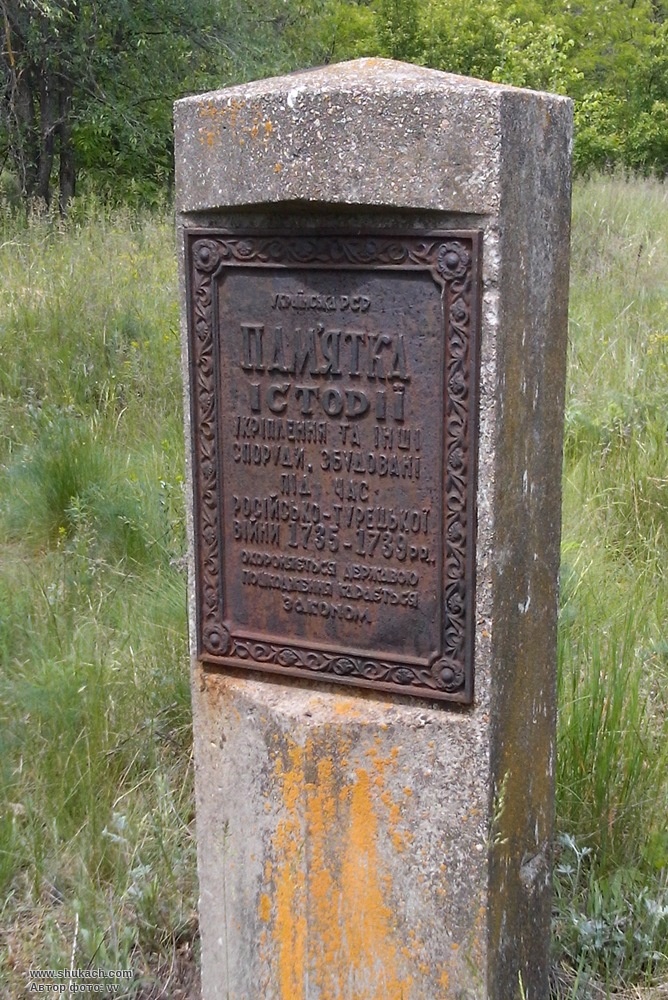 УКРАЇНСЬКА РСР
ПАМ'ЯТКА
ІСТОРІЇ
УКРІПЛЕННЯ ТА ІНШІ
СПОРУДИ, ЗБУДОВАНІ
ПІД ЧАС
РОСІЙСЬКО-ТУРЕЦЬКОЇ
ВІЙНИ 1735-1739 рр.
ОХОРОНЯЄТЬСЯ ДЕРЖАВОЮ
ПОШКОДЖЕННЯ КАРАЄТЬСЯ
ЗАКОНОМ.
www.shukach.com
Автор фото: vv